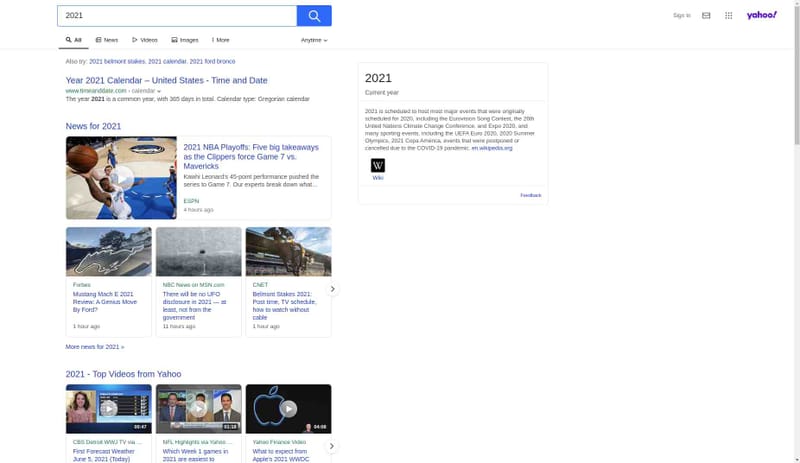 2021
Sign In
yahoo!
All
News
Videos
Images
More
Anytime
Also try: 2021 belmont stakes, 2021 calendar, 2021 ford bronco
Year 2021 Calendar – United States - Time and Date
www.timeanddate.com › calendar
The year 2021 is a common year, with 365 days in total. Calendar type: Gregorian calendar
News for 2021
2021 NBA Playoffs: Five big takeaways
as the Clippers force Game 7 vs.
Mavericks
Kawhi Leonard's 45-point performance pushed the
series to Game 7. Our experts break down what...
ESPN
4 hours ago
Forbes
Mustang Mach E 2021
Review: A Genius Move
By Ford?
1 hour ago
NBC News on MSN.com
There will be no UFO
disclosure in 2021 — at
least, not from the
government
11 hours ago
CNET
Belmont Stakes 2021:
Post time, TV schedule,
how to watch without
cable
1 hour ago
More news for 2021 »
2021 - Top Videos from Yahoo
00:47
CBS Detroit WWJ TV via ...
First Forecast Weather
June 5, 2021 (Today)
01:18
NFL Highlights via Yahoo ...
Which Week 1 games in
2021 are easiest to
04:08
Yahoo Finance Video
What to expect from
Apple's 2021 WWDC
2021
Current year
2021 is scheduled to host most major events that were originally
scheduled for 2020, including the Eurovision Song Contest, the 26th
United Nations Climate Change Conference, and Expo 2020, and
many sporting events, including the UEFA Euro 2020, 2020 Summer
Olympics, 2021 Copa América, events that were postponed or
cancelled due to the COVID-19 pandemic. en.wikipedia.org
W
Wiki
Feedback